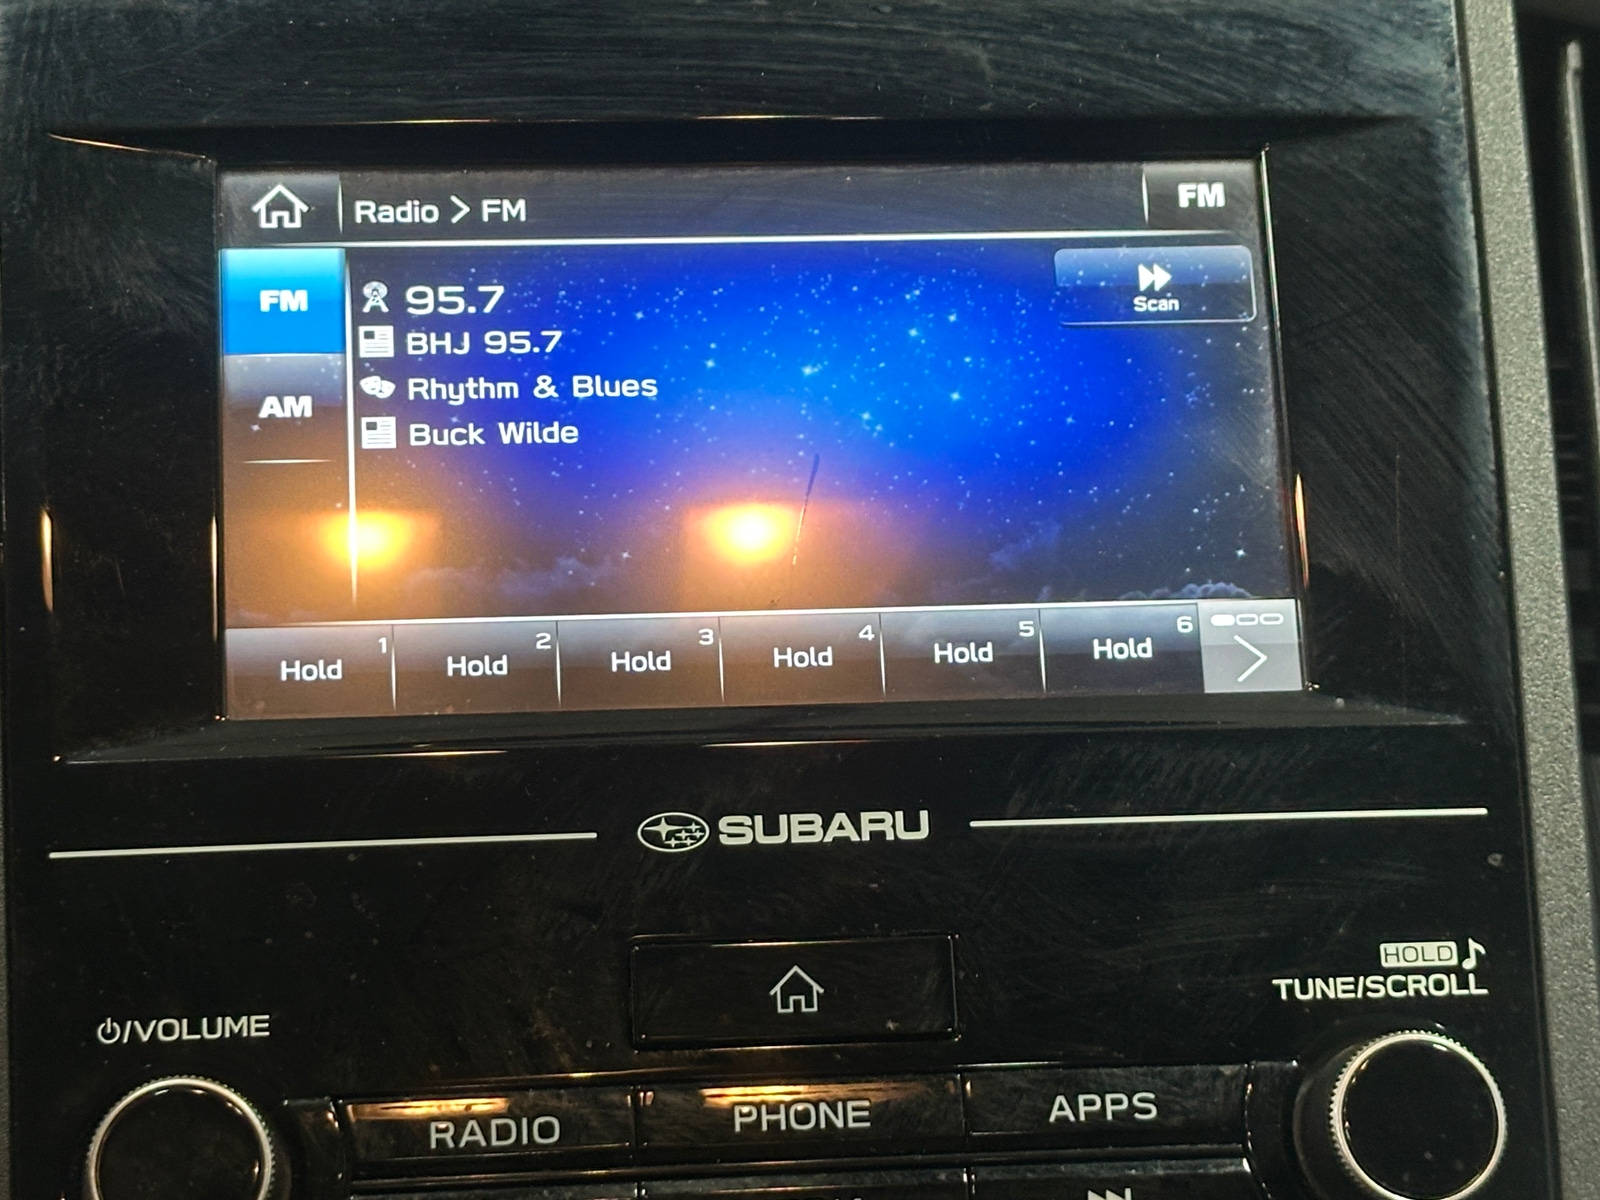 Radio > FM
FM
FM
95.7
Scan
BHJ 95.7
Rhythm & Blues
AM
Buck Wilde
Hold 1
Hold 2
Hold 3
Hold 4
Hold 5
Hold 6
SUBARU
HOLD
TUNE/SCROLL
/VOLUME
RADIO
PHONE
APPS